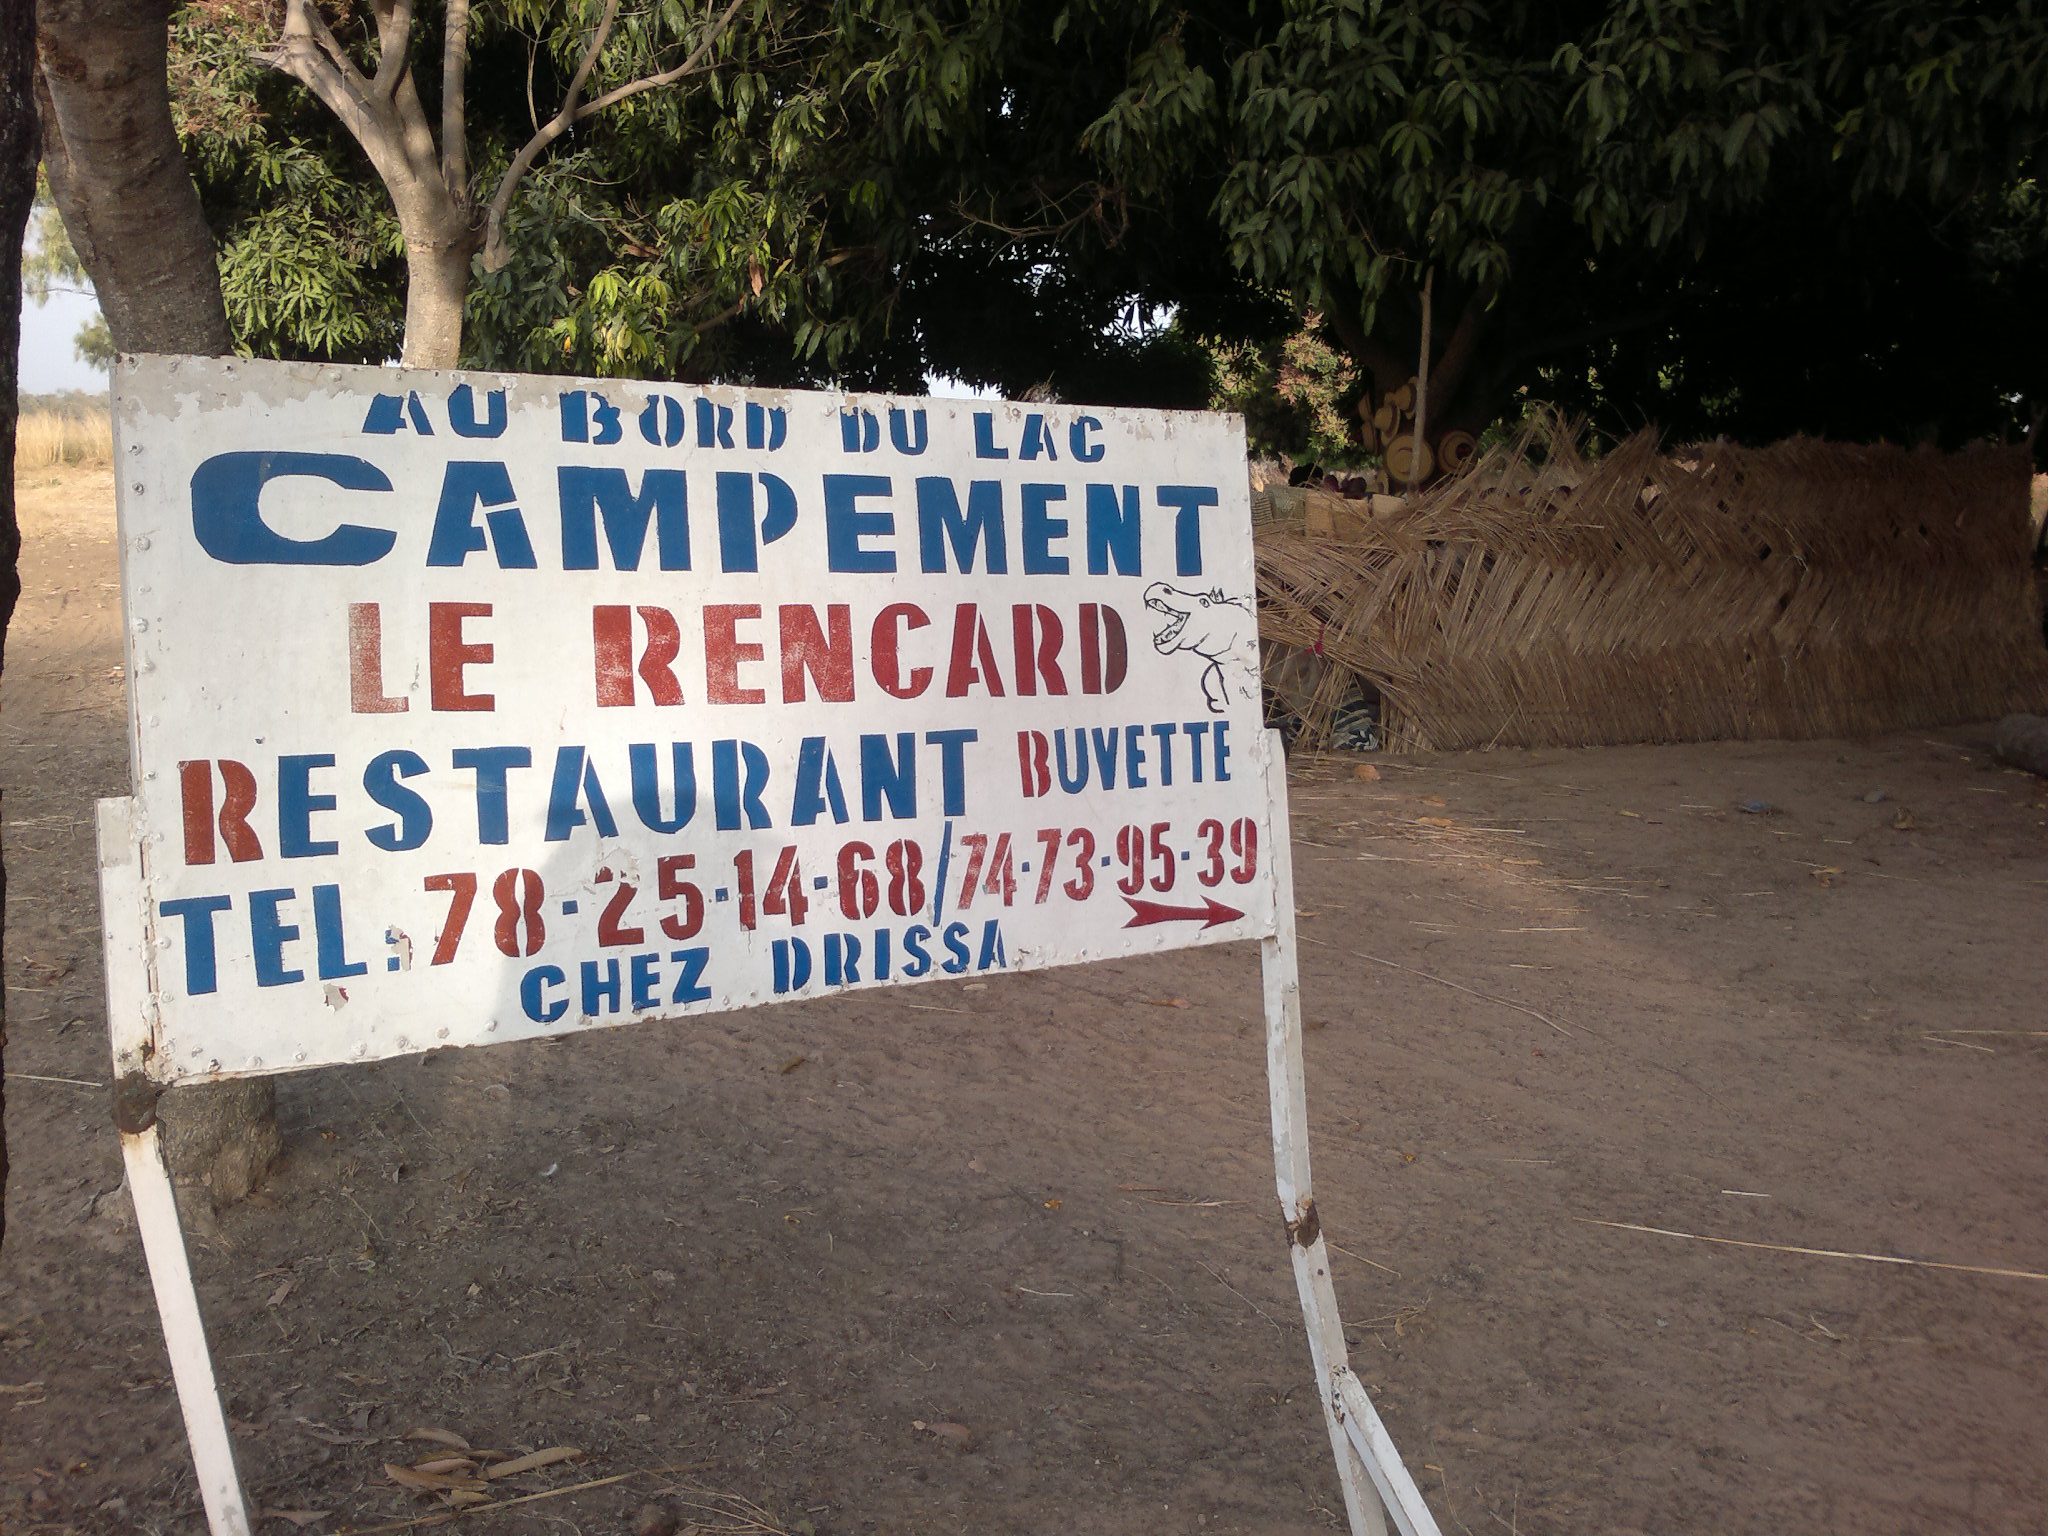 AU BORD DU LAC
CAMPEMENT
LE RENCARD
RESTAURANT BUVETTE
TEL: 78-25-14-68/74-73-95-39
CHEZ DRISSA